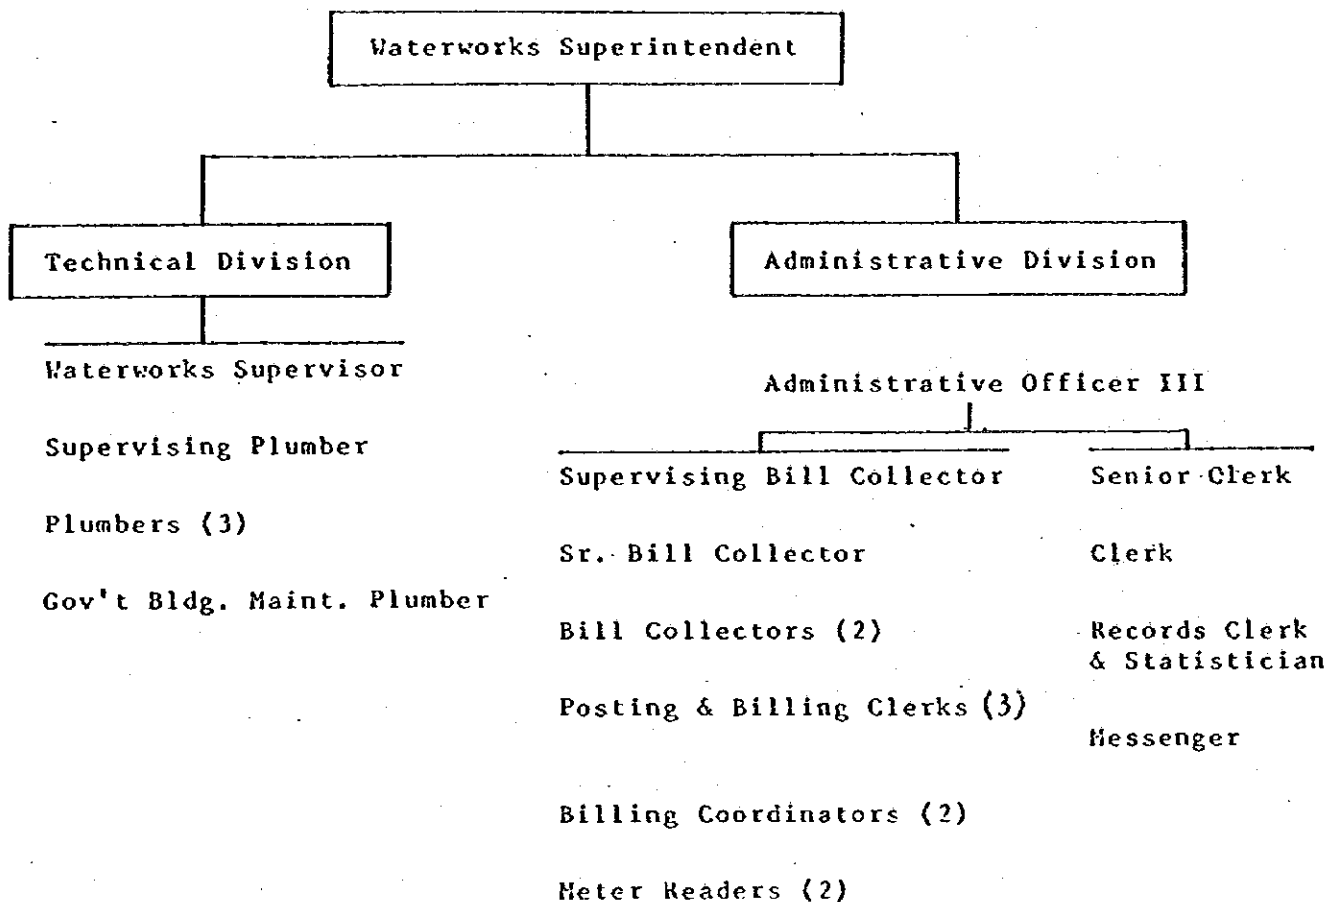 Waterworks Superintendent
Technical Division
Administrative Division
Waterworks Supervisor
Supervising Plumber
Plumbers (3)
Gov't Bldg. Maint. Plumber
Administrative Officer III
Supervising Bill Collector
Sr. Bill Collector
Bill Collectors (2)
Posting & Billing Clerks (3)
Billing Coordinators (2)
Meter Readers (2)
Senior Clerk
Clerk
Records Clerk
& Statistician
Messenger